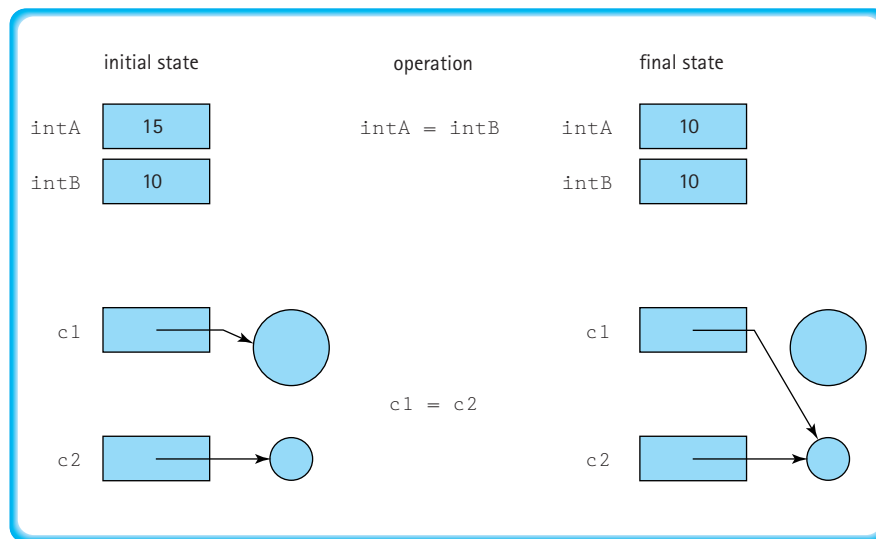 initial state operation final state
intA 15 intA = intB intA 10
intB 10 intB 10
c1 c1
c1 = c2
c2 c2